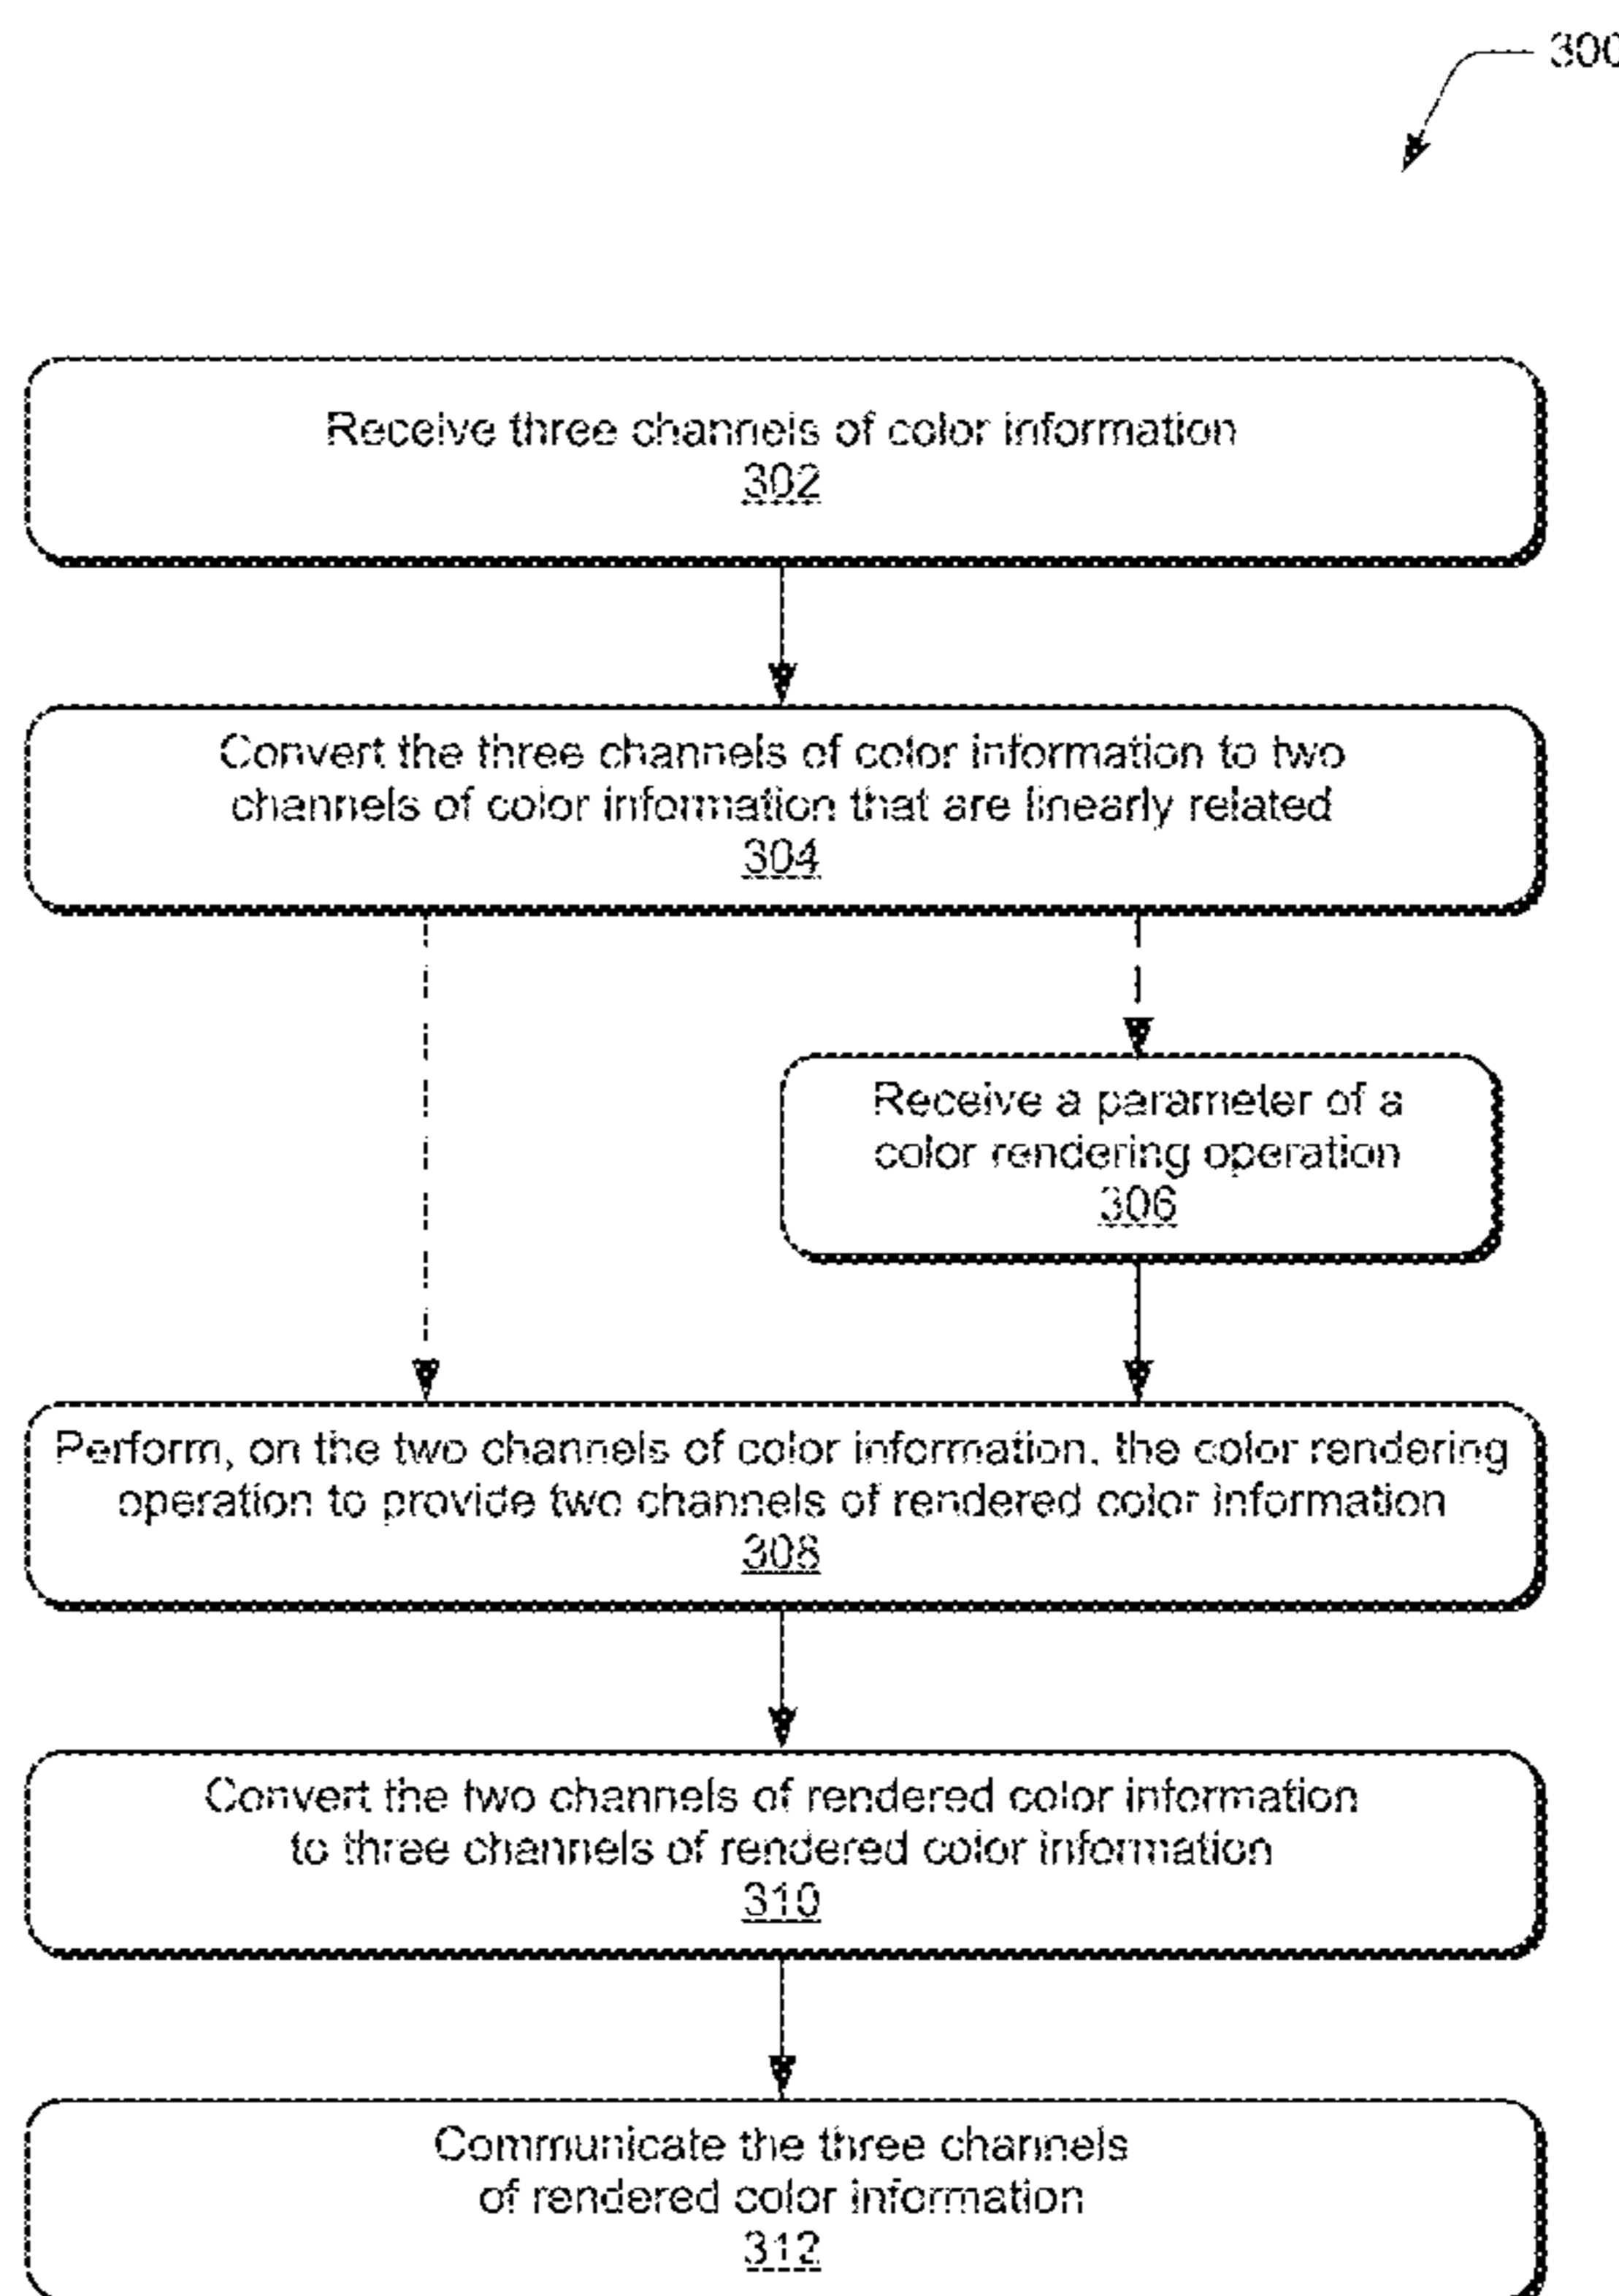 300
Receive three channels of color information
302
Convert the three channels of color information to two
channels of color information that are linearly related
304
Receive a parameter of a
color rendering operation
306
Perform, on the two channels of color information, the color rendering
operation to provide two channels of rendered color information
308
Convert the two channels of rendered color information
to three channels of rendered color information
310
Communicate the three channels
of rendered color information
312